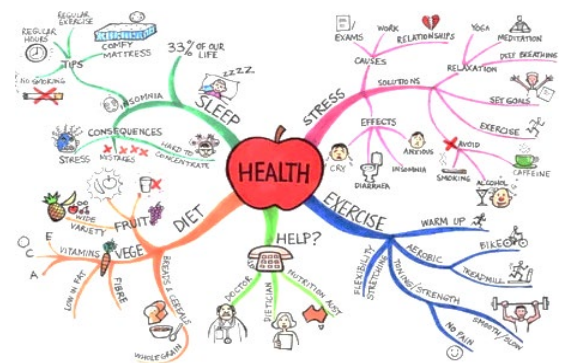 HEALTH
SLEEP
33% OF OUR
LIFE
ZZZZ
INSOMNIA
TIPS
REGULAR
EXERCISE
REGULAR
HOURS
COMFY
MATTRESS
NO SMOKING
CONSEQUENCES
STRESS
MISTAKES
HARD TO
CONCENTRATE
STRESS
CAUSES
EXAMS
WORK
RELATIONSHIPS
SOLUTIONS
RELAXATION
YOGA
MEDITATION
DEEP BREATHING
SET GOALS
EXERCISE
AVOID
CAFFEINE
ALCOHOL
SMOKING
EFFECTS
CRY
DIARRHEA
INSOMNIA
ANXIOUS
EXERCISE
WARM UP
AEROBIC
BIKE
TREADMILL
TONING/STRENGTH
SMOOTH/SLOW
NO PAIN
FLEXIBILITY
STRETCHING
HELP?
DOCTOR
DIETICIAN
NUTRITION AUST
DIET
FRUIT
WIDE
VARIETY
VEGE
VITAMINS
E
C
A
LOW IN FAT
FIBRE
BREADS & CEREALS
WHOLEGRAIN